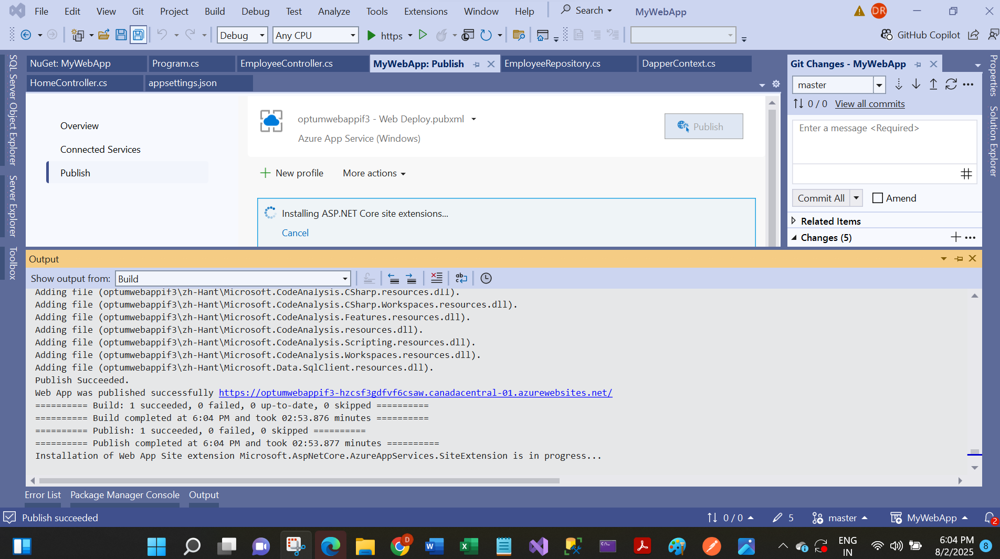 File Edit View Git Project Build Debug Test Analyze Tools Extensions Window Help Search MyWebApp DR
Debug Any CPU https GitHub Copilot
NuGet: MyWebApp Program.cs EmployeeController.cs MyWebApp: Publish EmployeeRepository.cs DapperContext.cs
HomeController.cs appsettings.json
SQL Server Object Explorer
Server Explorer
Toolbox
Overview
Connected Services
Publish
optumwebappif3 - Web Deploy.pubxml
Azure App Service (Windows)
Publish
New profile More actions
Installing ASP.NET Core site extensions...
Cancel
Git Changes - MyWebApp
master
0 / 0 View all commits
Enter a message <Required>
Commit All Amend
Related Items
Changes (5)
Properties
Solution Explorer
Output
Show output from: Build
Adding file (optumwebappif3\zh-Hant\Microsoft.CodeAnalysis.CSharp.resources.dll).
Adding file (optumwebappif3\zh-Hant\Microsoft.CodeAnalysis.CSharp.Workspaces.resources.dll).
Adding file (optumwebappif3\zh-Hant\Microsoft.CodeAnalysis.Features.resources.dll).
Adding file (optumwebappif3\zh-Hant\Microsoft.CodeAnalysis.resources.dll).
Adding file (optumwebappif3\zh-Hant\Microsoft.CodeAnalysis.Scripting.resources.dll).
Adding file (optumwebappif3\zh-Hant\Microsoft.CodeAnalysis.Workspaces.resources.dll).
Adding file (optumwebappif3\zh-Hant\Microsoft.Data.SqlClient.resources.dll).
Publish Succeeded.
Web App was published successfully https://optumwebappif3-hzcsf3gdfvf6csaw.canadacentral-01.azurewebsites.net/
========== Build: 1 succeeded, 0 failed, 0 up-to-date, 0 skipped ==========
========== Build completed at 6:04 PM and took 02:53.876 minutes ==========
========== Publish: 1 succeeded, 0 failed, 0 skipped ==========
========== Publish completed at 6:04 PM and took 02:53.877 minutes ==========
Installation of Web App Site extension Microsoft.AspNetCore.AzureAppServices.SiteExtension is in progress...
Error List Package Manager Console Output
Publish succeeded 0 / 0 5 master MyWebApp 2
ENG 6:04 PM 8
IN 8/2/2025